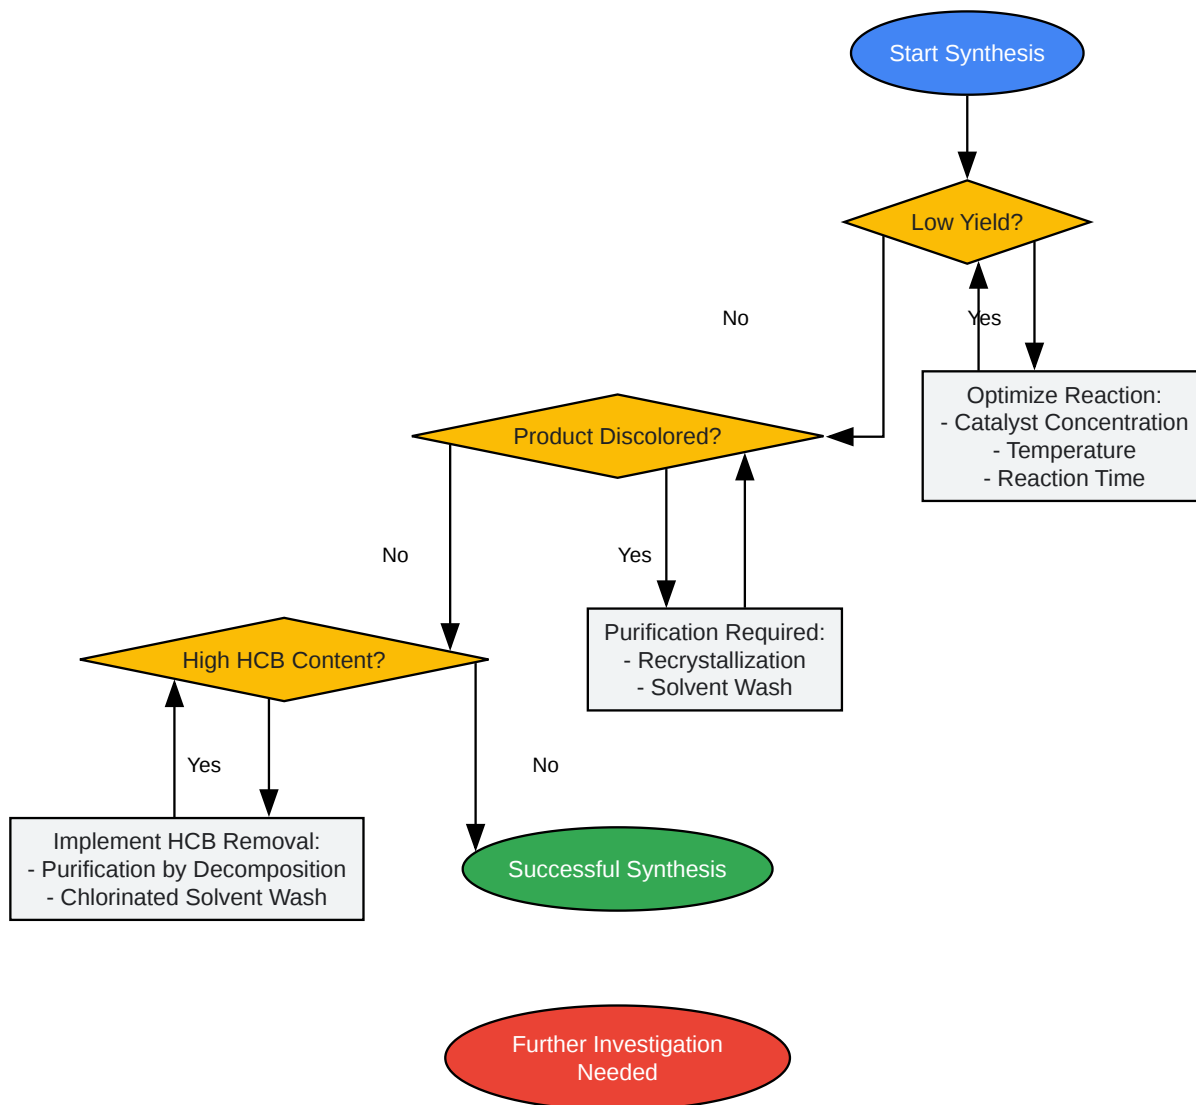 Start Synthesis
Low Yield?
No
Yes
Optimize Reaction:
- Catalyst Concentration
- Temperature
- Reaction Time
Product Discolored?
No
Yes
Purification Required:
- Recrystallization
- Solvent Wash
High HCB Content?
Yes
No
Implement HCB Removal:
- Purification by Decomposition
- Chlorinated Solvent Wash
Successful Synthesis
Further Investigation
Needed